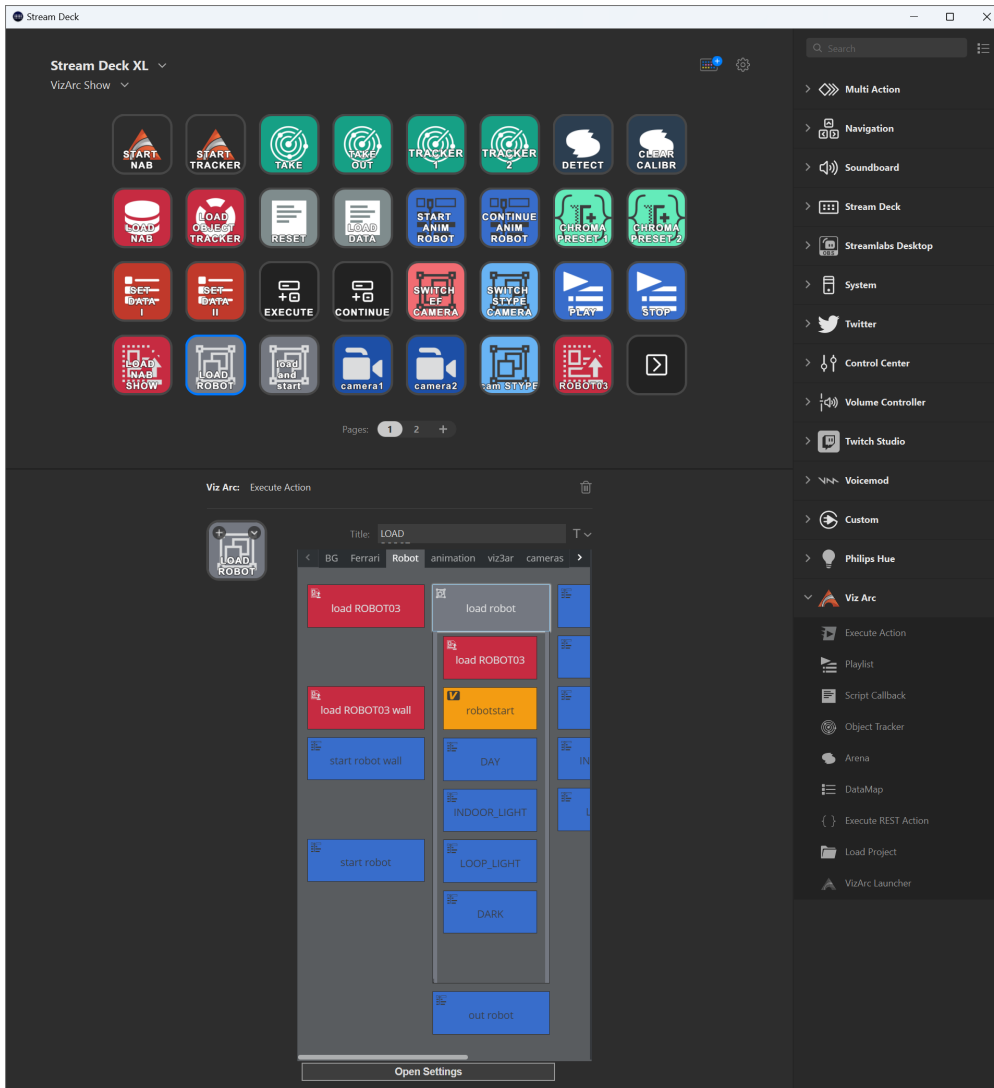 Stream Deck
Stream Deck XL
VizArc Show
START
NAB
START
TRACKER
TAKE
TAKE
OUT
TRACKER
1
TRACKER
2
DETECT
CLEAR
CALIBR
LOAD
NAB
LOAD
OBJECT
TRACKER
RESET
LOAD
DATA
START
ANIM
ROBOT
CONTINUE
ANIM
ROBOT
CHROMA
PRESET 1
CHROMA
PRESET 2
SET
DATA
I
SET
DATA
II
EXECUTE
CONTINUE
SWITCH
EF
CAMERA
SWITCH
STYPE
CAMERA
PLAY
STOP
LOAD
NAB
SHOW
LOAD
ROBOT
load
and
start
camera1
camera2
cam STYPE
ROBOT03
Pages: 1 2 +
Viz Arc: Execute Action
LOAD
ROBOT
Title: LOAD
BG Ferrari Robot animation viz3ar cameras
load ROBOT03
load robot
load ROBOT03
load ROBOT03 wall
robotstart
start robot wall
DAY
IN
INDOOR_LIGHT
L
start robot
LOOP_LIGHT
DARK
out robot
Open Settings
Search
Multi Action
Navigation
Soundboard
Stream Deck
Streamlabs Desktop
OBS
System
Twitter
Control Center
Volume Controller
Twitch Studio
Voicemod
Custom
Philips Hue
Viz Arc
Execute Action
Playlist
Script Callback
Object Tracker
Arena
DataMap
Execute REST Action
Load Project
VizArc Launcher